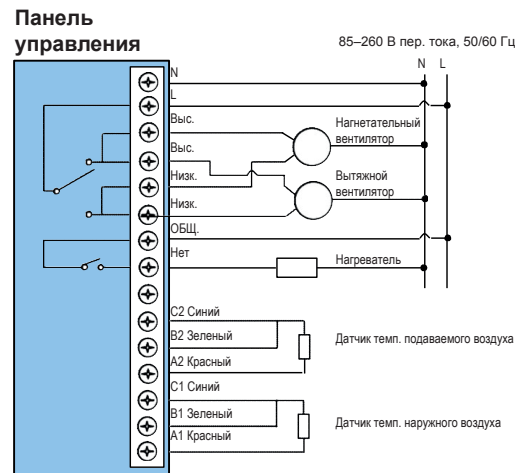 Панель
управления
85–260 В пер. тока, 50/60 Гц
N L
N
L
Выс.
Нагнетательный
вентилятор
Выс.
Вытяжной
вентилятор
Низк.
Низк.
ОБЩ.
Нет
Нагреватель
C2 Синий
B2 Зеленый
Датчик темп. подаваемого воздуха
A2 Красный
C1 Синий
B1 Зеленый
Датчик темп. наружного воздуха
A1 Красный